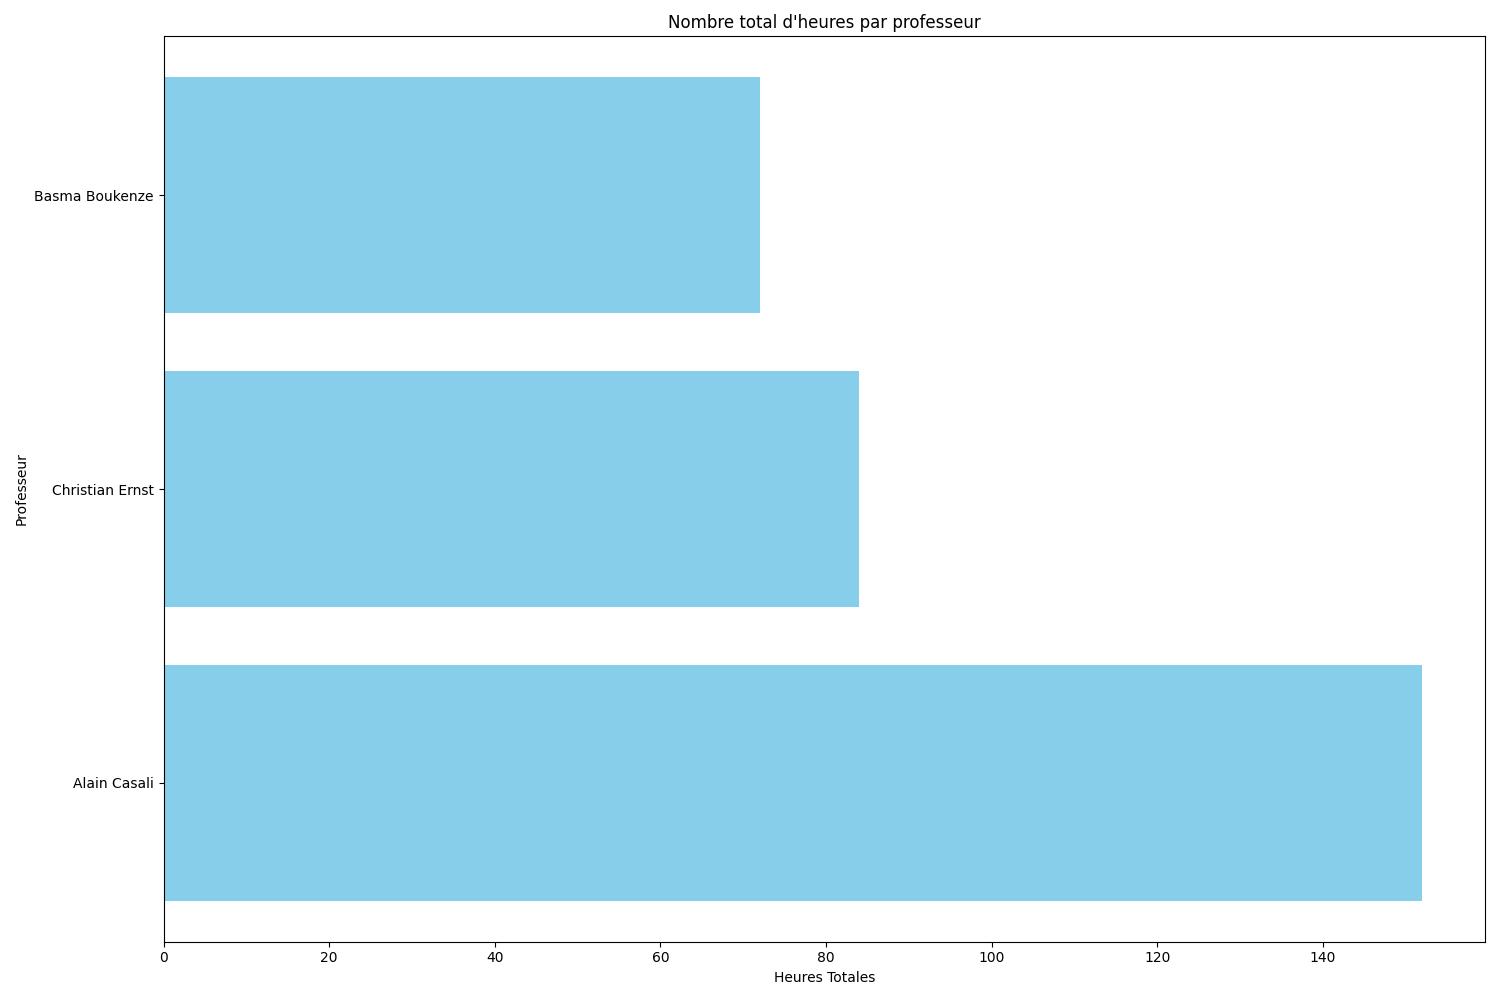 Nombre total d'heures par professeur
Professeur
Basma Boukenze
Christian Ernst
Alain Casali
0 20 40 60 80 100 120 140
Heures Totales